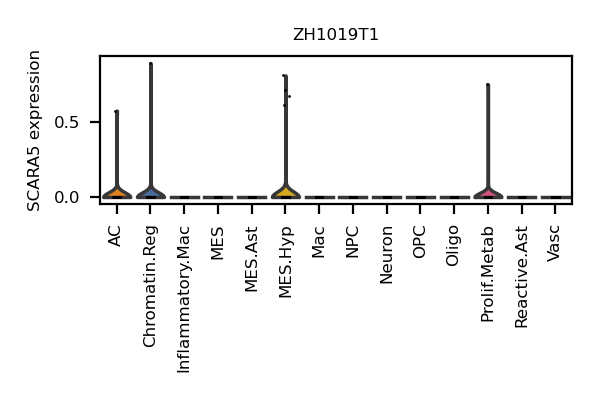 ZH1019T1
SCARA5 expression
0.5
0.0
AC
Chromatin.Reg
Inflammatory.Mac
MES
MES.Ast
MES.Hyp
Mac
NPC
Neuron
OPC
Oligo
Prolif.Metab
Reactive.Ast
Vasc